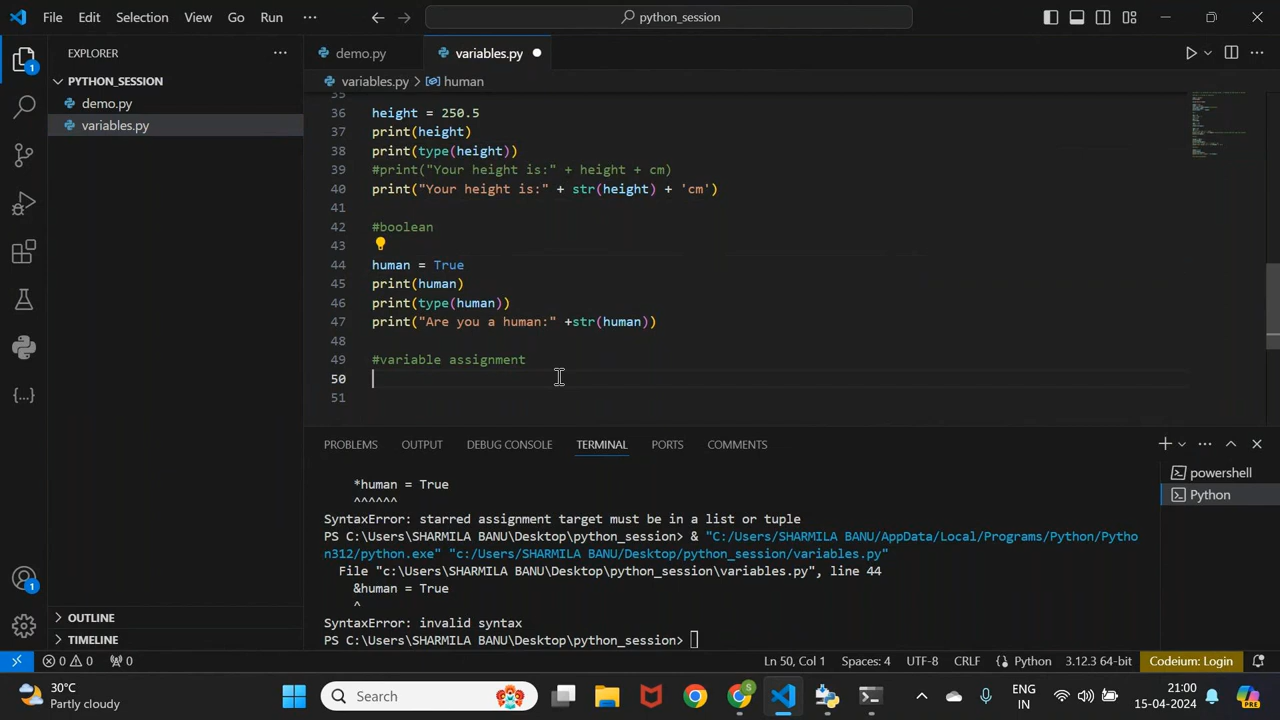 File Edit Selection View Go Run ··· python_session
EXPLORER ···
demo.py variables.py
PYTHON_SESSION
variables.py > human
demo.py
variables.py
35
36 height = 250.5
37 print(height)
38 print(type(height))
39 #print("Your height is:" + height + cm)
40 print("Your height is:" + str(height) + 'cm')
41
42 #boolean
43
44 human = True
45 print(human)
46 print(type(human))
47 print("Are you a human:" +str(human))
48
49 #variable assignment
50
51
PROBLEMS OUTPUT DEBUG CONSOLE TERMINAL PORTS COMMENTS
powershell
Python
*human = True
^^^^^^
SyntaxError: starred assignment target must be in a list or tuple
PS C:\Users\SHARMILA BANU\Desktop\python_session> & "C:/Users/SHARMILA BANU/AppData/Local/Programs/Python/Pytho
n312/python.exe" "c:/Users/SHARMILA BANU/Desktop/python_session/variables.py"
File "c:\Users\SHARMILA BANU\Desktop\python_session\variables.py", line 44
&human = True
^
SyntaxError: invalid syntax
PS C:\Users\SHARMILA BANU\Desktop\python_session>
1
1
OUTLINE
TIMELINE
0 0 0 Ln 50, Col 1 Spaces: 4 UTF-8 CRLF Python 3.12.3 64-bit Codeium: Login
30°C
Partly cloudy
Search
S
ENG
IN
21:00
15-04-2024
PRE